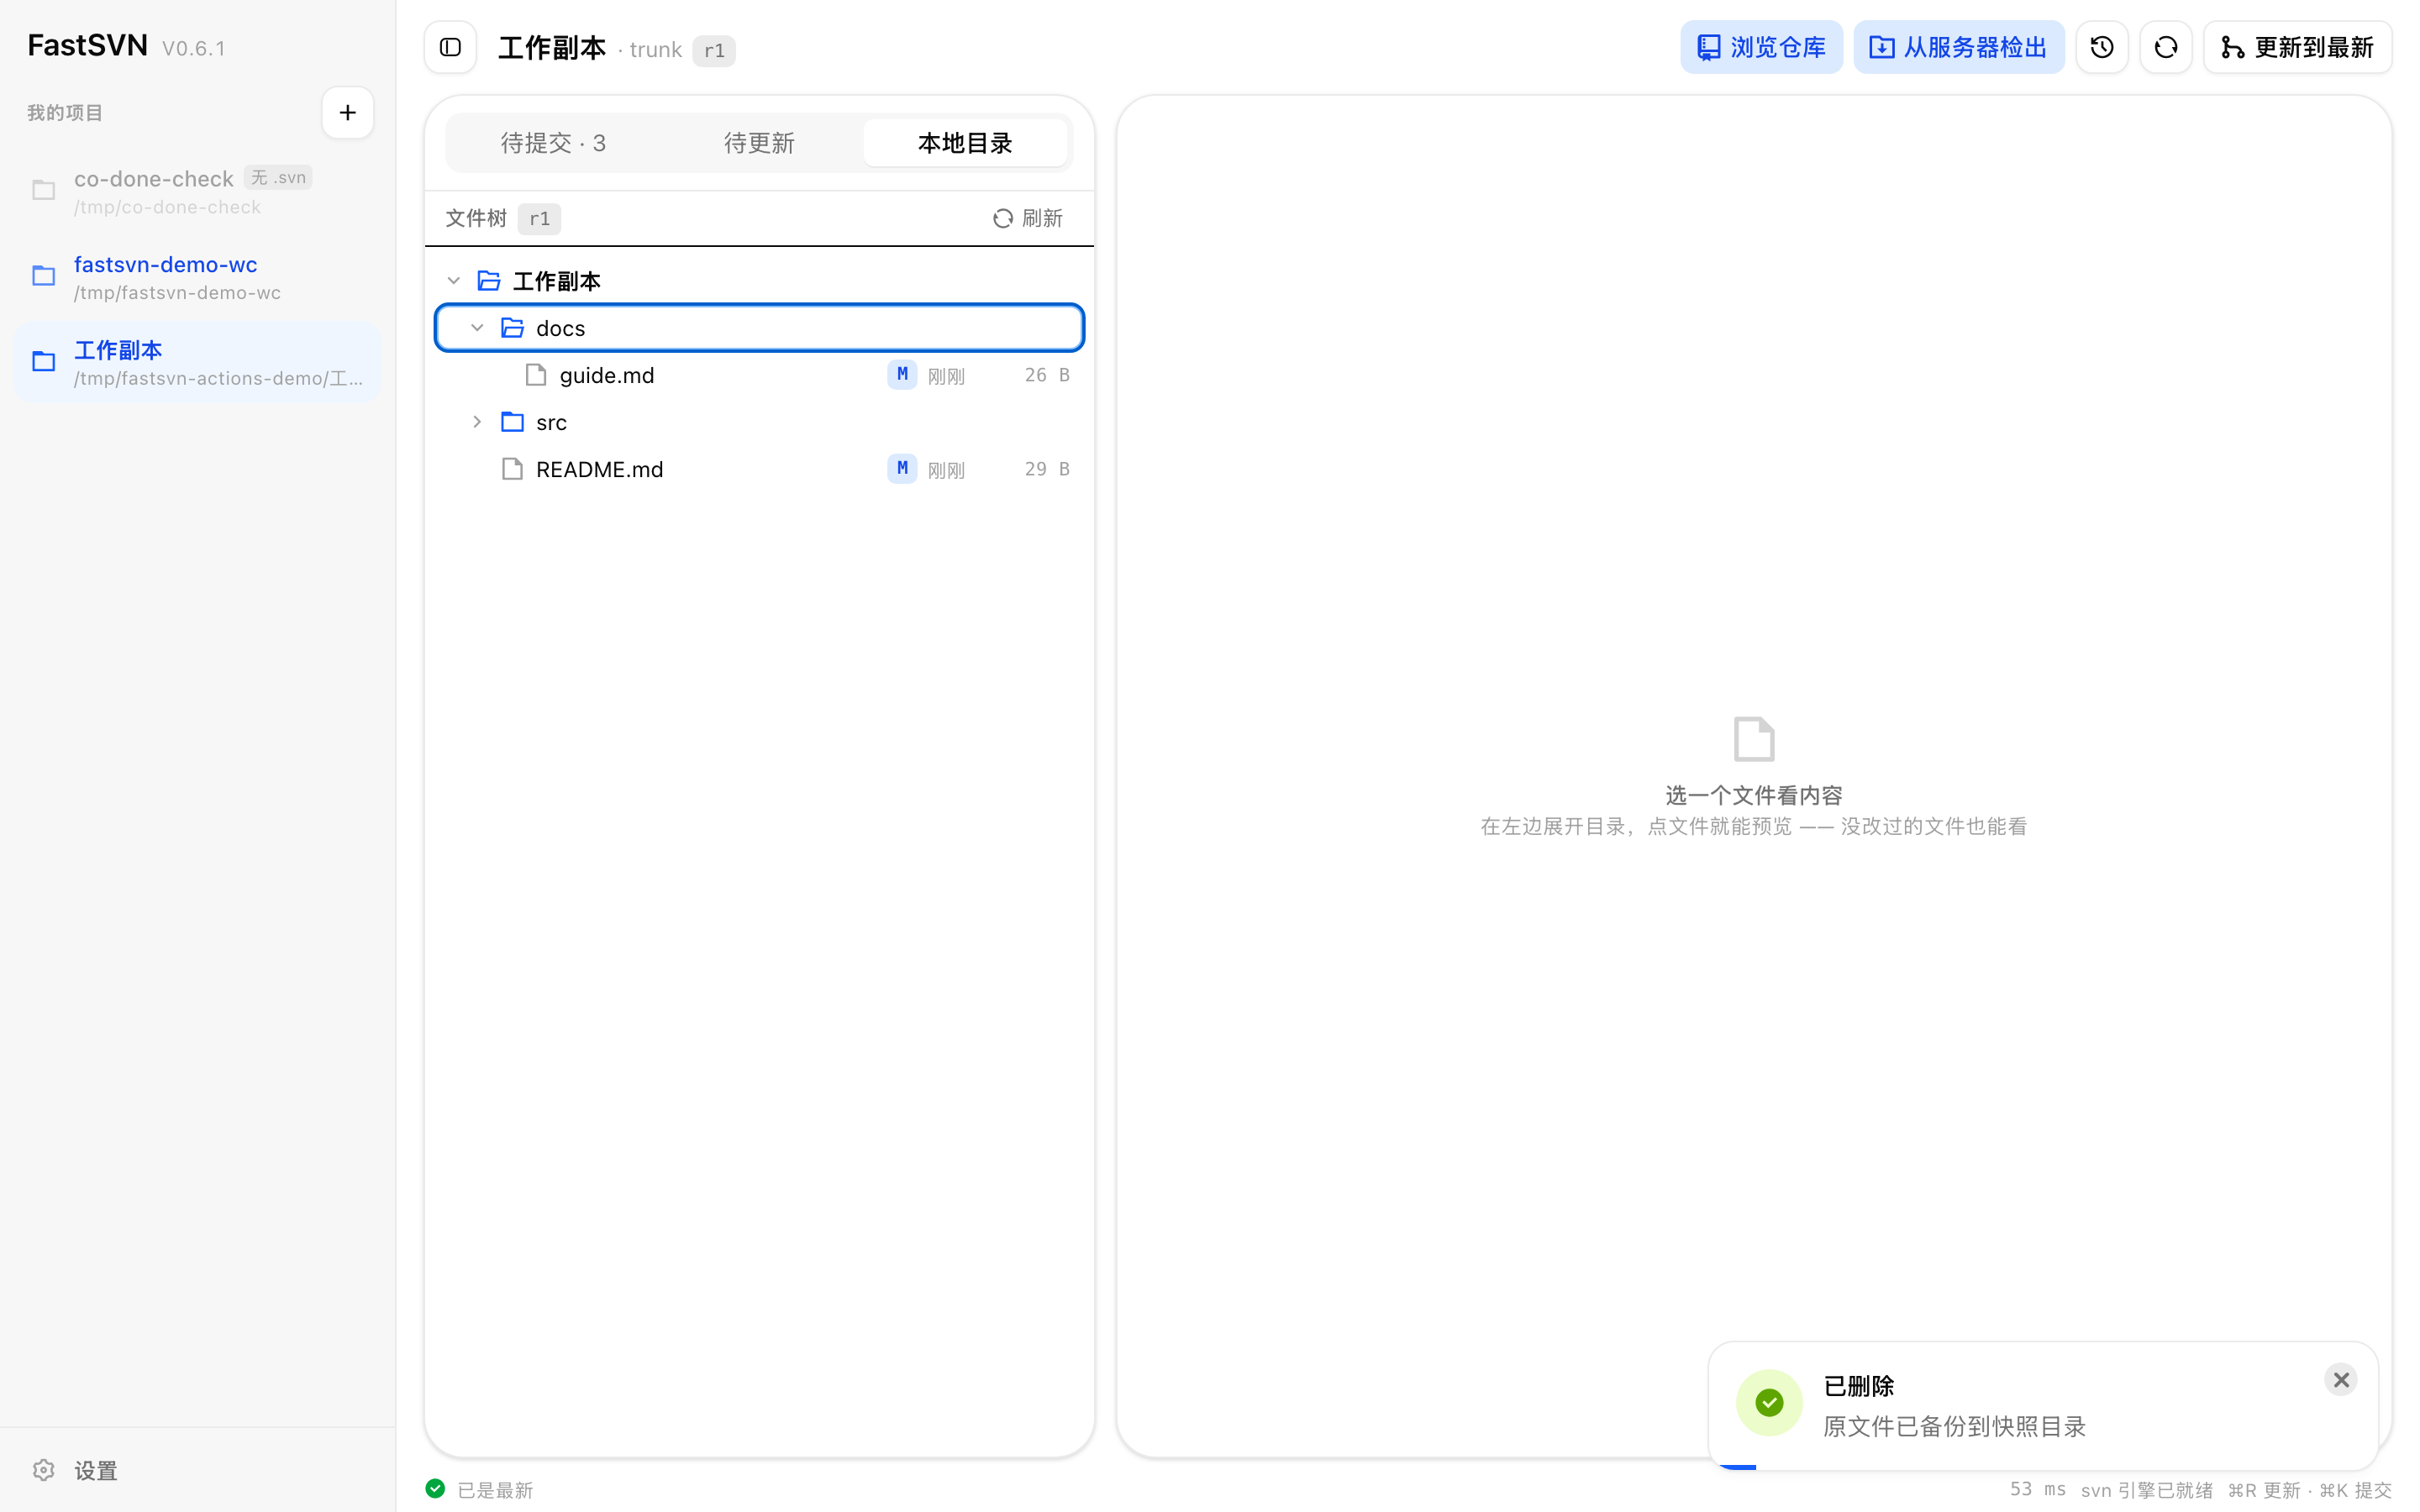 FastSVN V0.6.1
我的项目
co-done-check 无 .svn
/tmp/co-done-check
fastsvn-demo-wc
/tmp/fastsvn-demo-wc
工作副本
/tmp/fastsvn-actions-demo/工...
设置
工作副本 · trunk r1
浏览仓库
从服务器检出
更新到最新
待提交 · 3
待更新
本地目录
文件树 r1
刷新
工作副本
docs
guide.md M 刚刚 26 B
src
README.md M 刚刚 29 B
选一个文件看内容
在左边展开目录，点文件就能预览 —— 没改过的文件也能看
已删除
原文件已备份到快照目录
已是最新
53 ms svn 引擎已就绪 ⌘R 更新 · ⌘K 提交